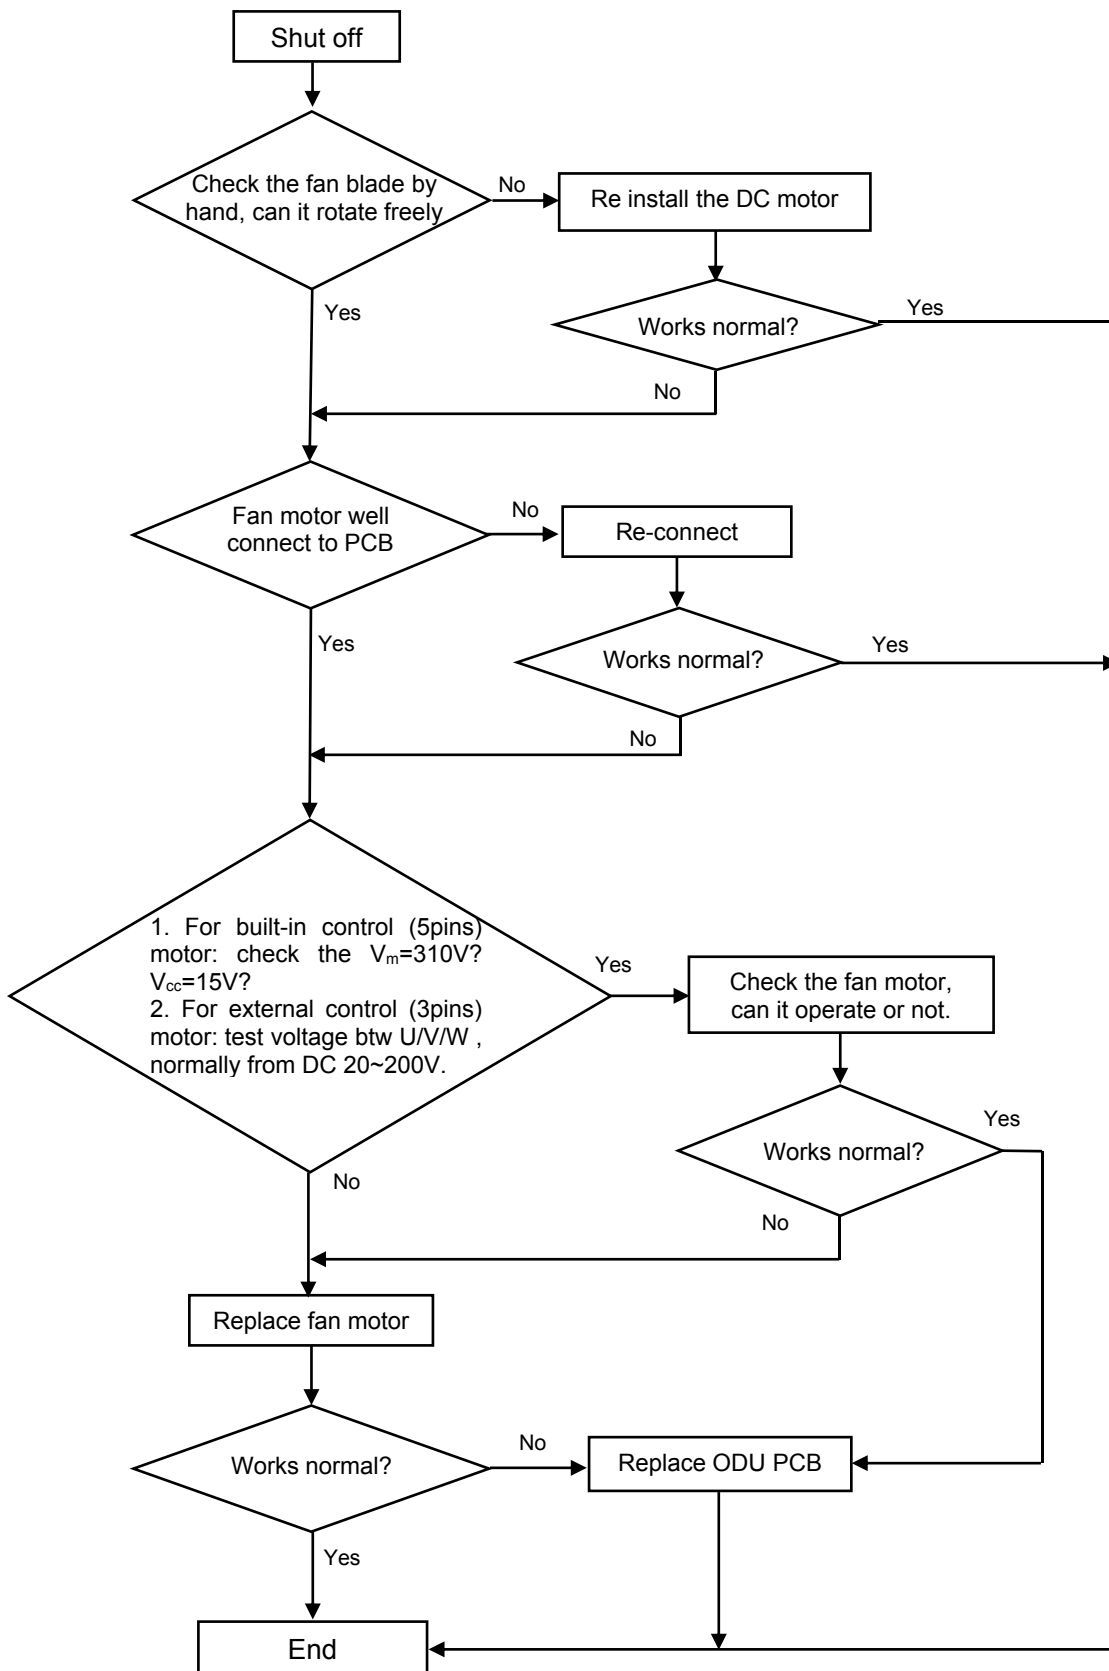 Shut off
Check the fan blade by
hand, can it rotate freely
No
Re install the DC motor
Yes
Works normal?
Yes
No
Fan motor well
connect to PCB
No
Re-connect
Yes
Works normal?
Yes
No
1. For built-in control (5pins)
motor: check the Vm=310V?
Vcc=15V?
2. For external control (3pins)
motor: test voltage btw U/V/W ,
normally from DC 20~200V.
Yes
Check the fan motor,
can it operate or not.
No
Works normal?
Yes
No
Replace fan motor
Works normal?
No
Replace ODU PCB
Yes
End